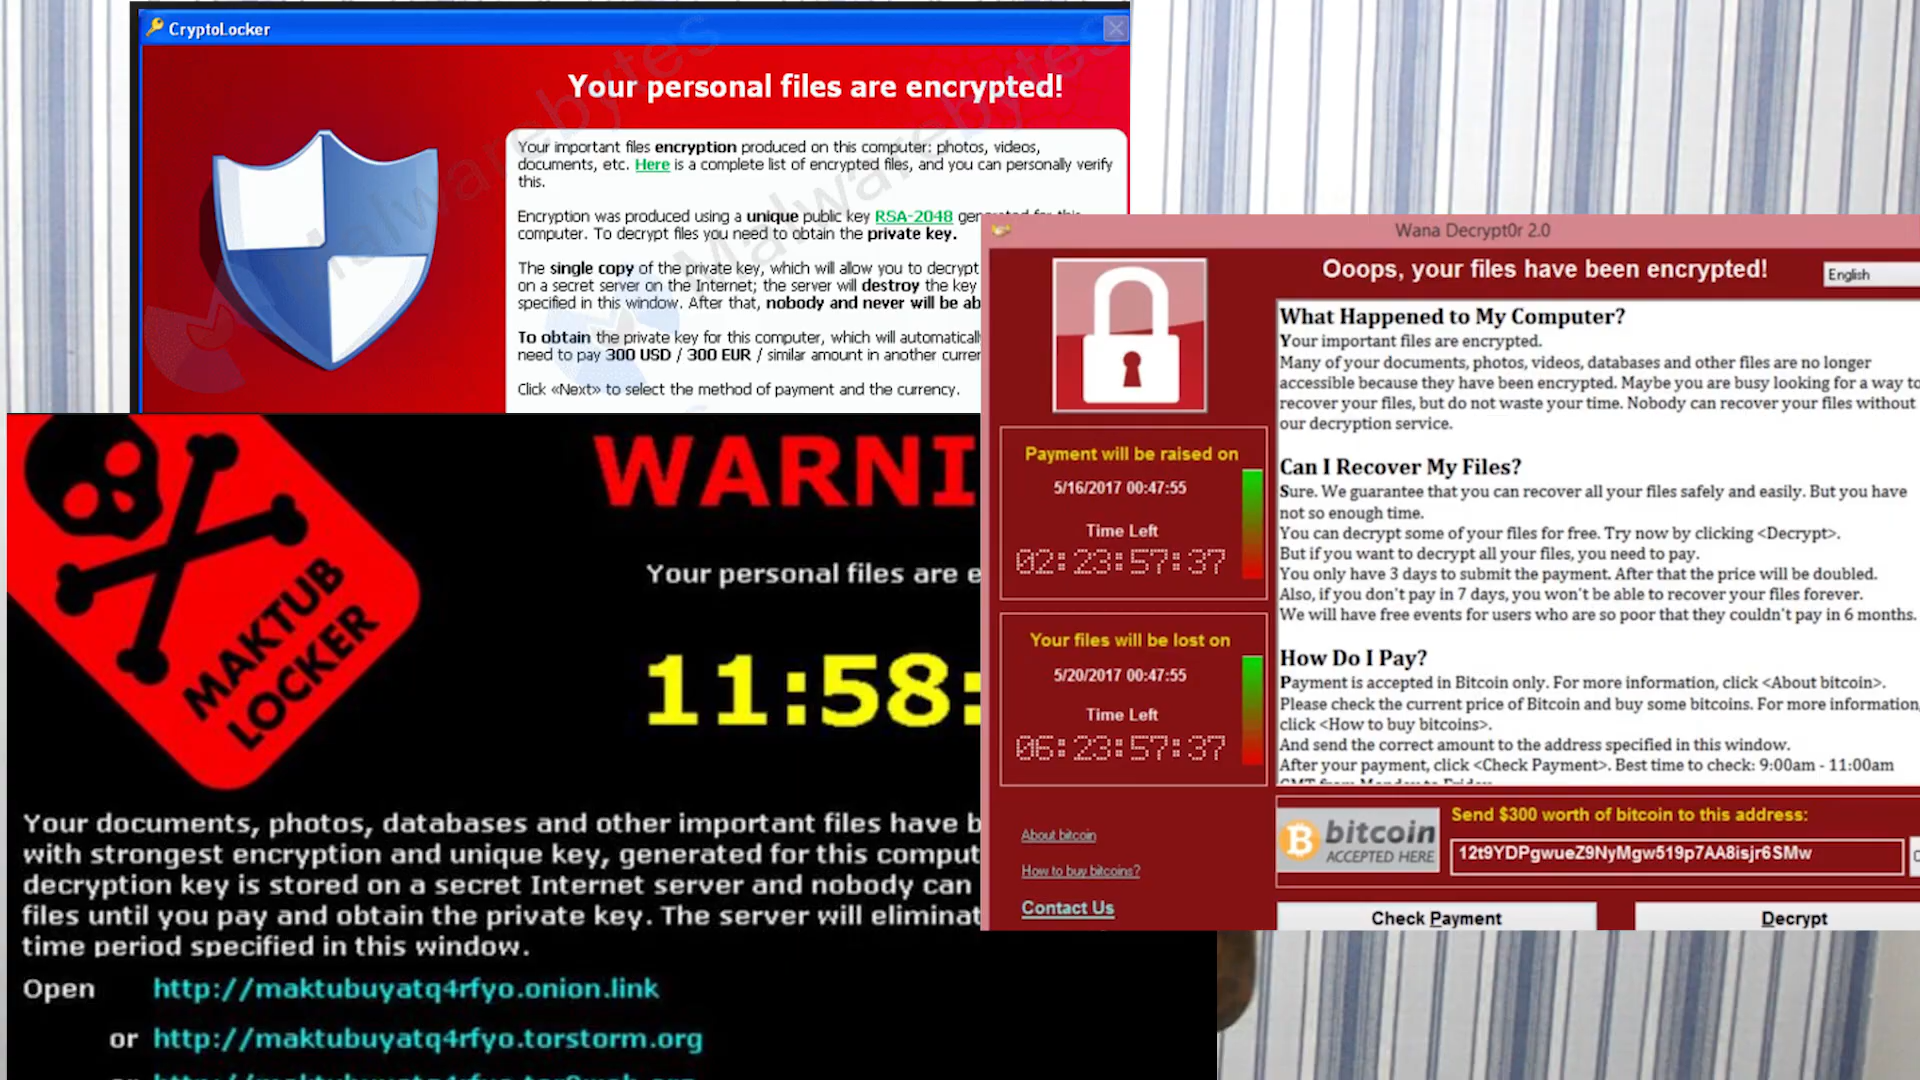 CryptoLocker
Your personal files are encrypted!
Your important files encryption produced on this computer: photos, videos,
documents, etc. Here is a complete list of encrypted files, and you can personally verify
this.
Encryption was produced using a unique public key RSA-2048
computer. To decrypt files you need to obtain the private key.
The single copy of the private key, which will allow you to decrypt
on a secret server on the Internet; the server will destroy the key
specified in this window. After that, nobody and never will be
To obtain the private key for this computer, which will
need to pay 300 USD / 300 EUR / similar amount in another
Click «Next» to select the method of payment and the currency.
Malwarebytes
Malwarebytes
MAKTUB
LOCKER
Your personal files are
11:58:
Your documents, photos, databases and other important files have
with strongest encryption and unique key, generated for this
decryption key is stored on a secret Internet server and nobody can
files until you pay and obtain the private key. The server will
time period specified in this window.
Open http://maktubuyatq4rfyo.onion.link
or http://maktubuyatq4rfyo.torstorm.org
Wana Decrypt0r 2.0
Ooops, your files have been encrypted!
English
Payment will be raised on
5/16/2017 00:47:55
Time Left
02:23:57:37
Your files will be lost on
5/20/2017 00:47:55
Time Left
06:23:57:37
About bitcoin
How to buy bitcoins?
Contact Us
What Happened to My Computer?
Your important files are encrypted.
Many of your documents, photos, videos, databases and other files are no longer
accessible because they have been encrypted. Maybe you are busy looking for a way to
recover your files, but do not waste your time. Nobody can recover your files without
our decryption service.
Can I Recover My Files?
Sure. We guarantee that you can recover all your files safely and easily. But you have
not so enough time.
You can decrypt some of your files for free. Try now by clicking <Decrypt>.
But if you want to decrypt all your files, you need to pay.
You only have 3 days to submit the payment. After that the price will be doubled.
Also, if you don't pay in 7 days, you won't be able to recover your files forever.
We will have free events for users who are so poor that they couldn't pay in 6 months.
How Do I Pay?
Payment is accepted in Bitcoin only. For more information, click <About bitcoin>.
Please check the current price of Bitcoin and buy some bitcoins. For more information,
click <How to buy bitcoins>.
And send the correct amount to the address specified in this window.
After your payment, click <Check Payment>. Best time to check: 9:00am - 11:00am
bitcoin
ACCEPTED HERE
Send $300 worth of bitcoin to this address:
12t9YDPgwueZ9NyMgw519p7AA8isjr6SMw
Check Payment
Decrypt